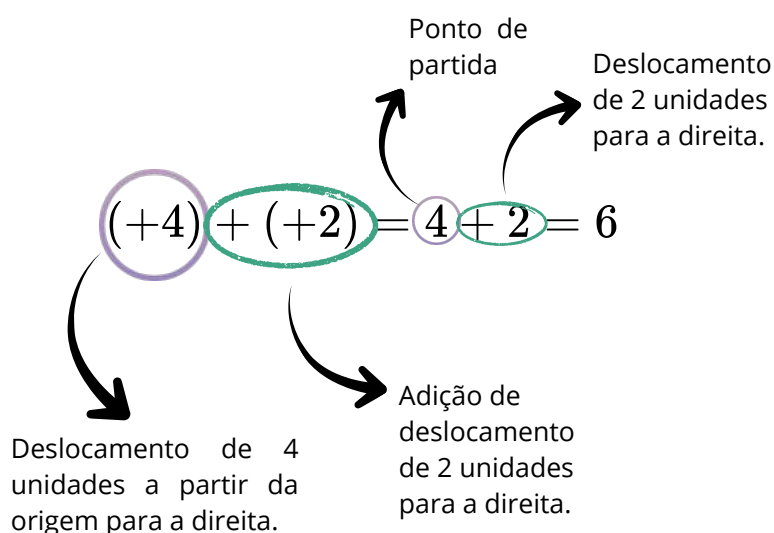 Ponto de
partida
Deslocamento
de 2 unidades
para a direita.
(+4) + (+2) = 4 + 2 = 6
Deslocamento de 4
unidades a partir da
origem para a direita.
Adição de
deslocamento
de 2 unidades
para a direita.